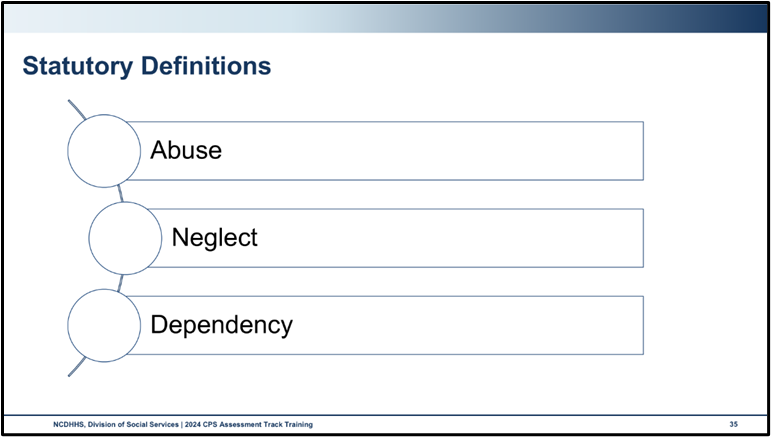 Statutory Definitions
Abuse
Neglect
Dependency
NCDHHS, Division of Social Services | 2024 CPS Assessment Track Training
35